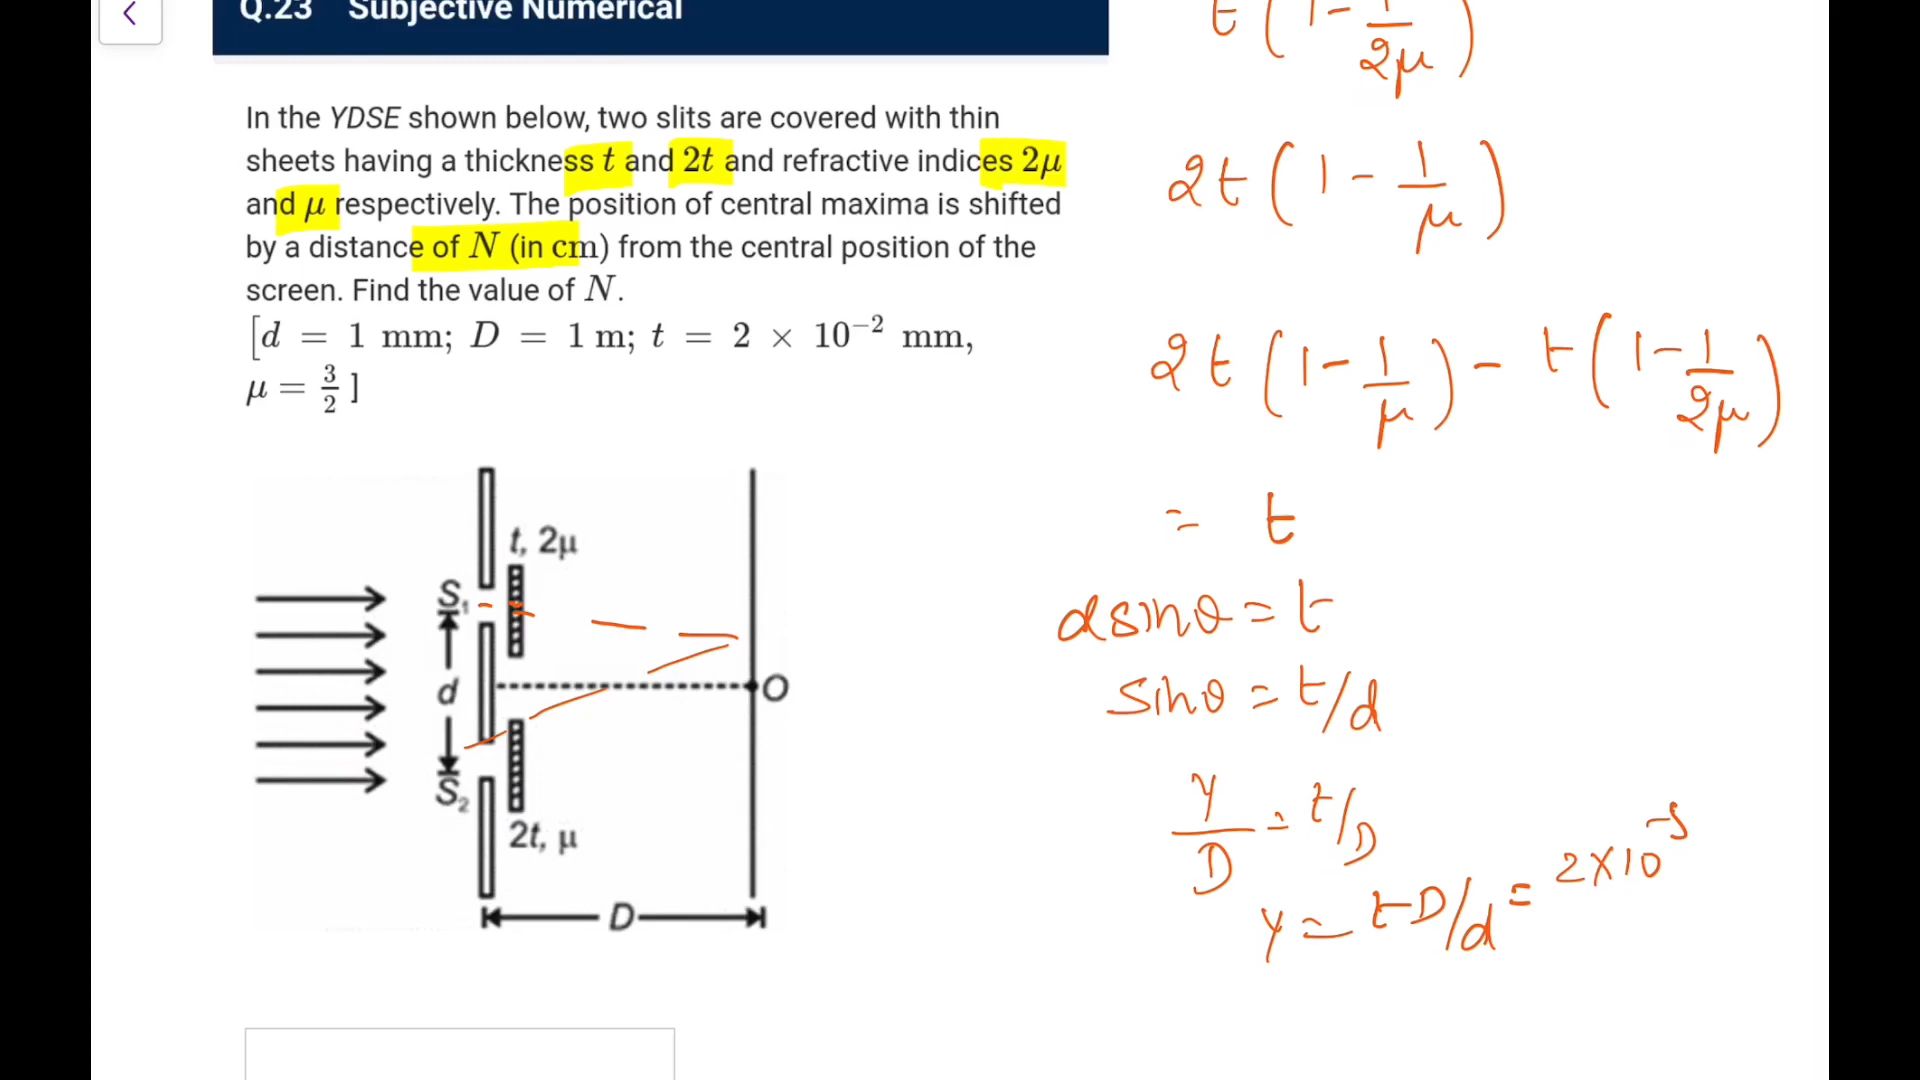 Q.23 Subjective Numerical
In the YDSE shown below, two slits are covered with thin
sheets having a thickness t and 2t and refractive indices 2μ
and μ respectively. The position of central maxima is shifted
by a distance of N (in cm) from the central position of the
screen. Find the value of N.
[d = 1 mm; D = 1 m; t = 2 × 10⁻² mm,
μ = 3/2 ]
t, 2μ
S₁
d
O
S₂
2t, μ
D
t(1 - 1/2μ)
2t(1 - 1/μ)
2t(1 - 1/μ) - t(1 - 1/2μ)
= t
dsinθ = t
sinθ = t/d
y/D = t/D
y = tD/d = 2×10⁻⁵